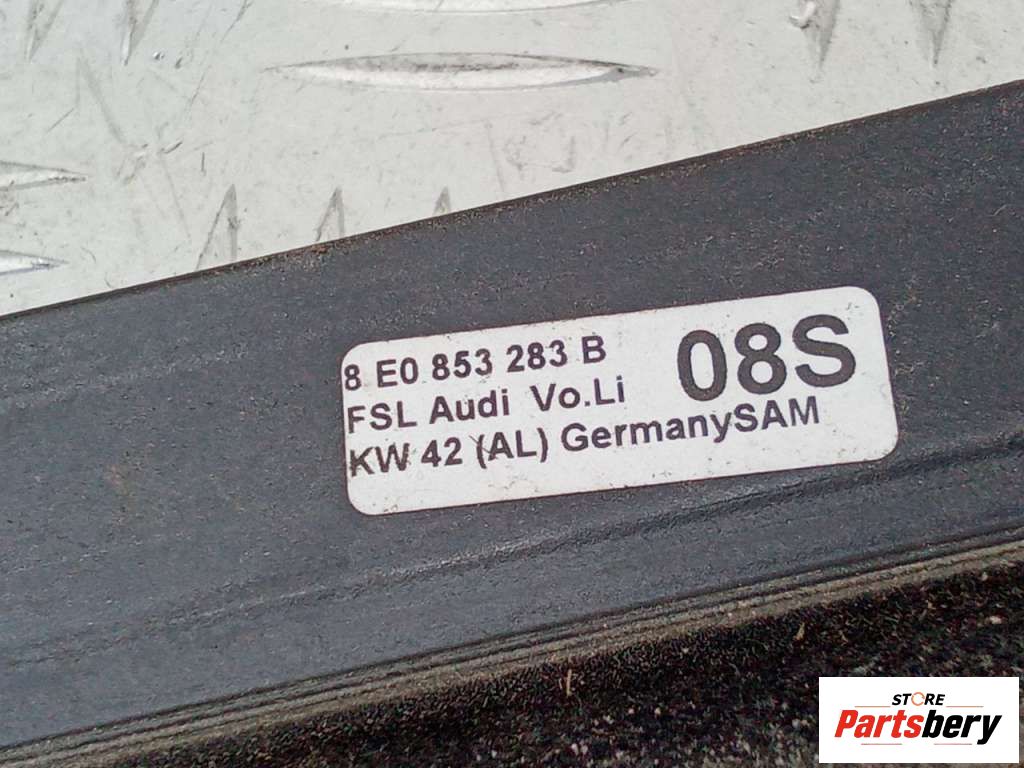 8 E0 853 283 B
08S
FSL Audi Vo.Li
KW 42 (AL) GermanySAM
STORE
Partsbery